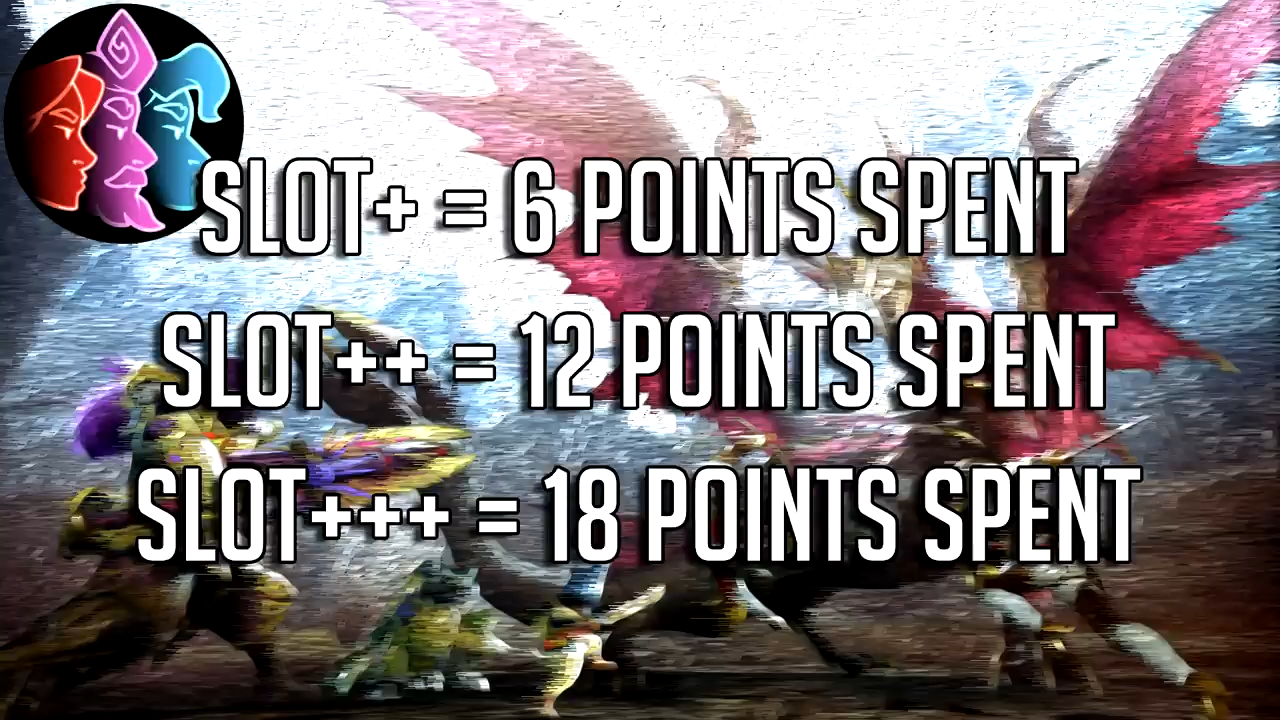 SLOT+ = 6 POINTS SPENT
SLOT++ = 12 POINTS SPENT
SLOT+++ = 18 POINTS SPENT